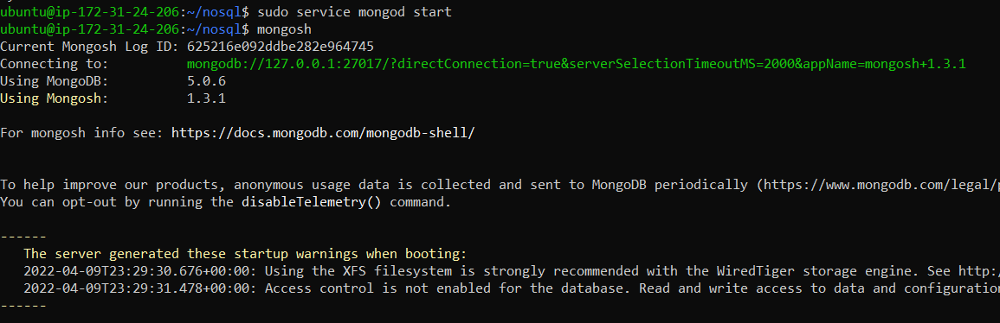 ubuntu@ip-172-31-24-206:~/nosql$ sudo service mongod start
ubuntu@ip-172-31-24-206:~/nosql$ mongosh
Current Mongosh Log ID: 625216e092ddbe282e964745
Connecting to: mongodb://127.0.0.1:27017/?directConnection=true&serverSelectionTimeoutMS=2000&appName=mongosh+1.3.1
Using MongoDB: 5.0.6
Using Mongosh: 1.3.1
For mongosh info see: https://docs.mongodb.com/mongodb-shell/
To help improve our products, anonymous usage data is collected and sent to MongoDB periodically (https://www.mongodb.com/legal/p
You can opt-out by running the disableTelemetry() command.
------
The server generated these startup warnings when booting:
2022-04-09T23:29:30.676+00:00: Using the XFS filesystem is strongly recommended with the WiredTiger storage engine. See http:/
2022-04-09T23:29:31.478+00:00: Access control is not enabled for the database. Read and write access to data and configuration
------